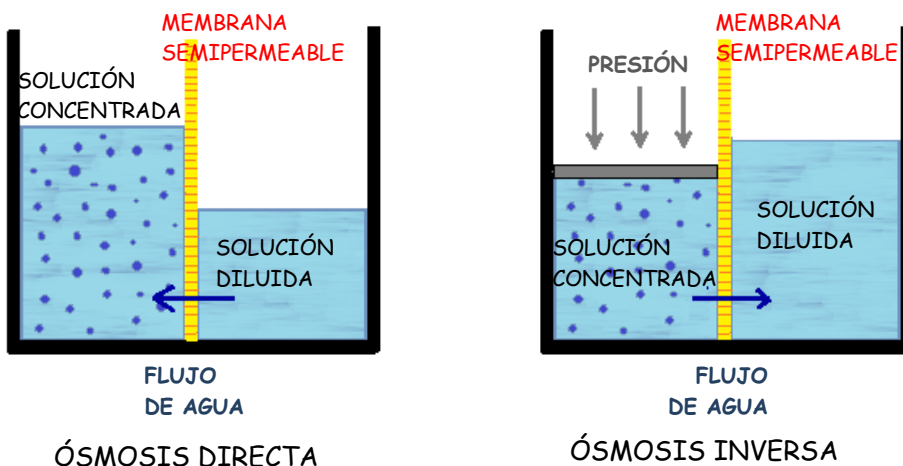 MEMBRANA
SEMIPERMEABLE
SOLUCIÓN
CONCENTRADA
SOLUCIÓN
DILUIDA
FLUJO
DE AGUA
ÓSMOSIS DIRECTA
MEMBRANA
SEMIPERMEABLE
PRESIÓN
SOLUCIÓN
CONCENTRADA
SOLUCIÓN
DILUIDA
FLUJO
DE AGUA
ÓSMOSIS INVERSA